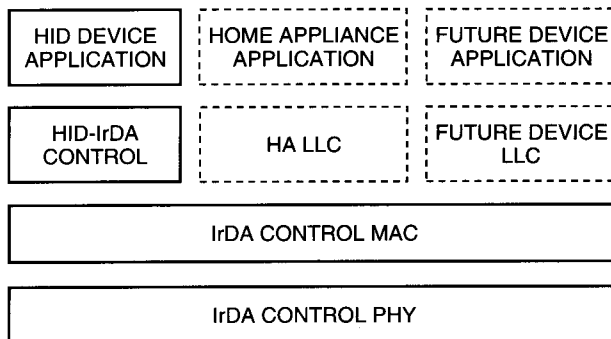 HID DEVICE
APPLICATION
HOME APPLIANCE
APPLICATION
FUTURE DEVICE
APPLICATION
HID-IrDA
CONTROL
HA LLC
FUTURE DEVICE
LLC
IrDA CONTROL MAC
IrDA CONTROL PHY